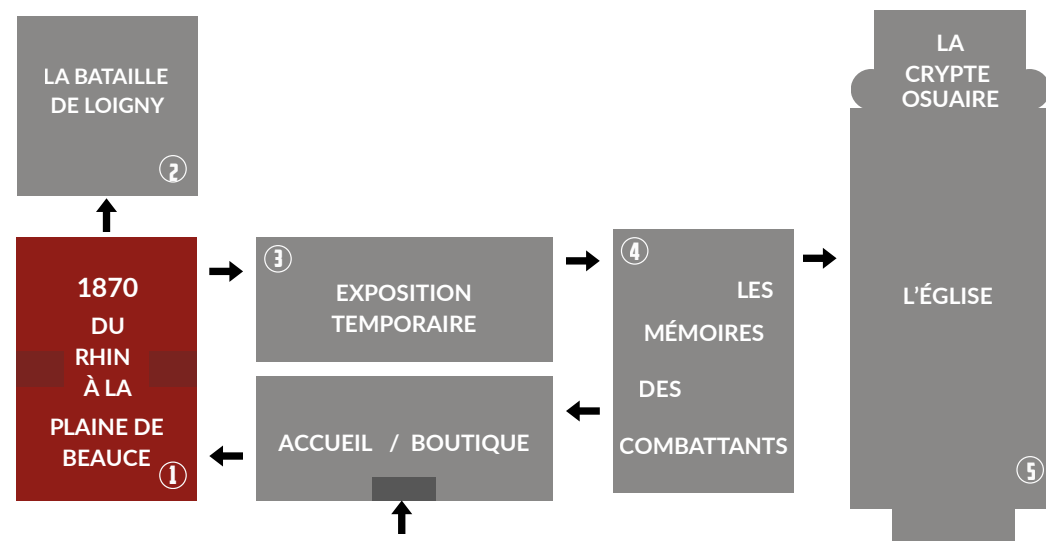 LA BATAILLE
DE LOIGNY
2
1870
DU
RHIN
À LA
PLAINE DE
BEAUCE
1
3
EXPOSITION
TEMPORAIRE
ACCUEIL / BOUTIQUE
4
LES
MÉMOIRES
DES
COMBATTANTS
LA
CRYPTE
OSUAIRE
L'ÉGLISE
5